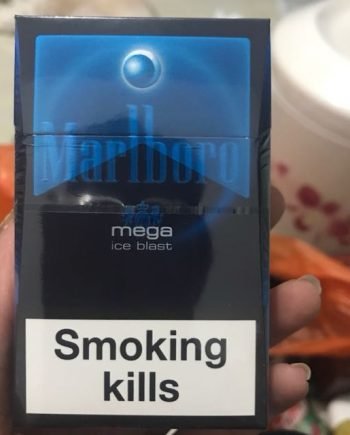 Marlboro
mega
ice blast
Smoking
kills